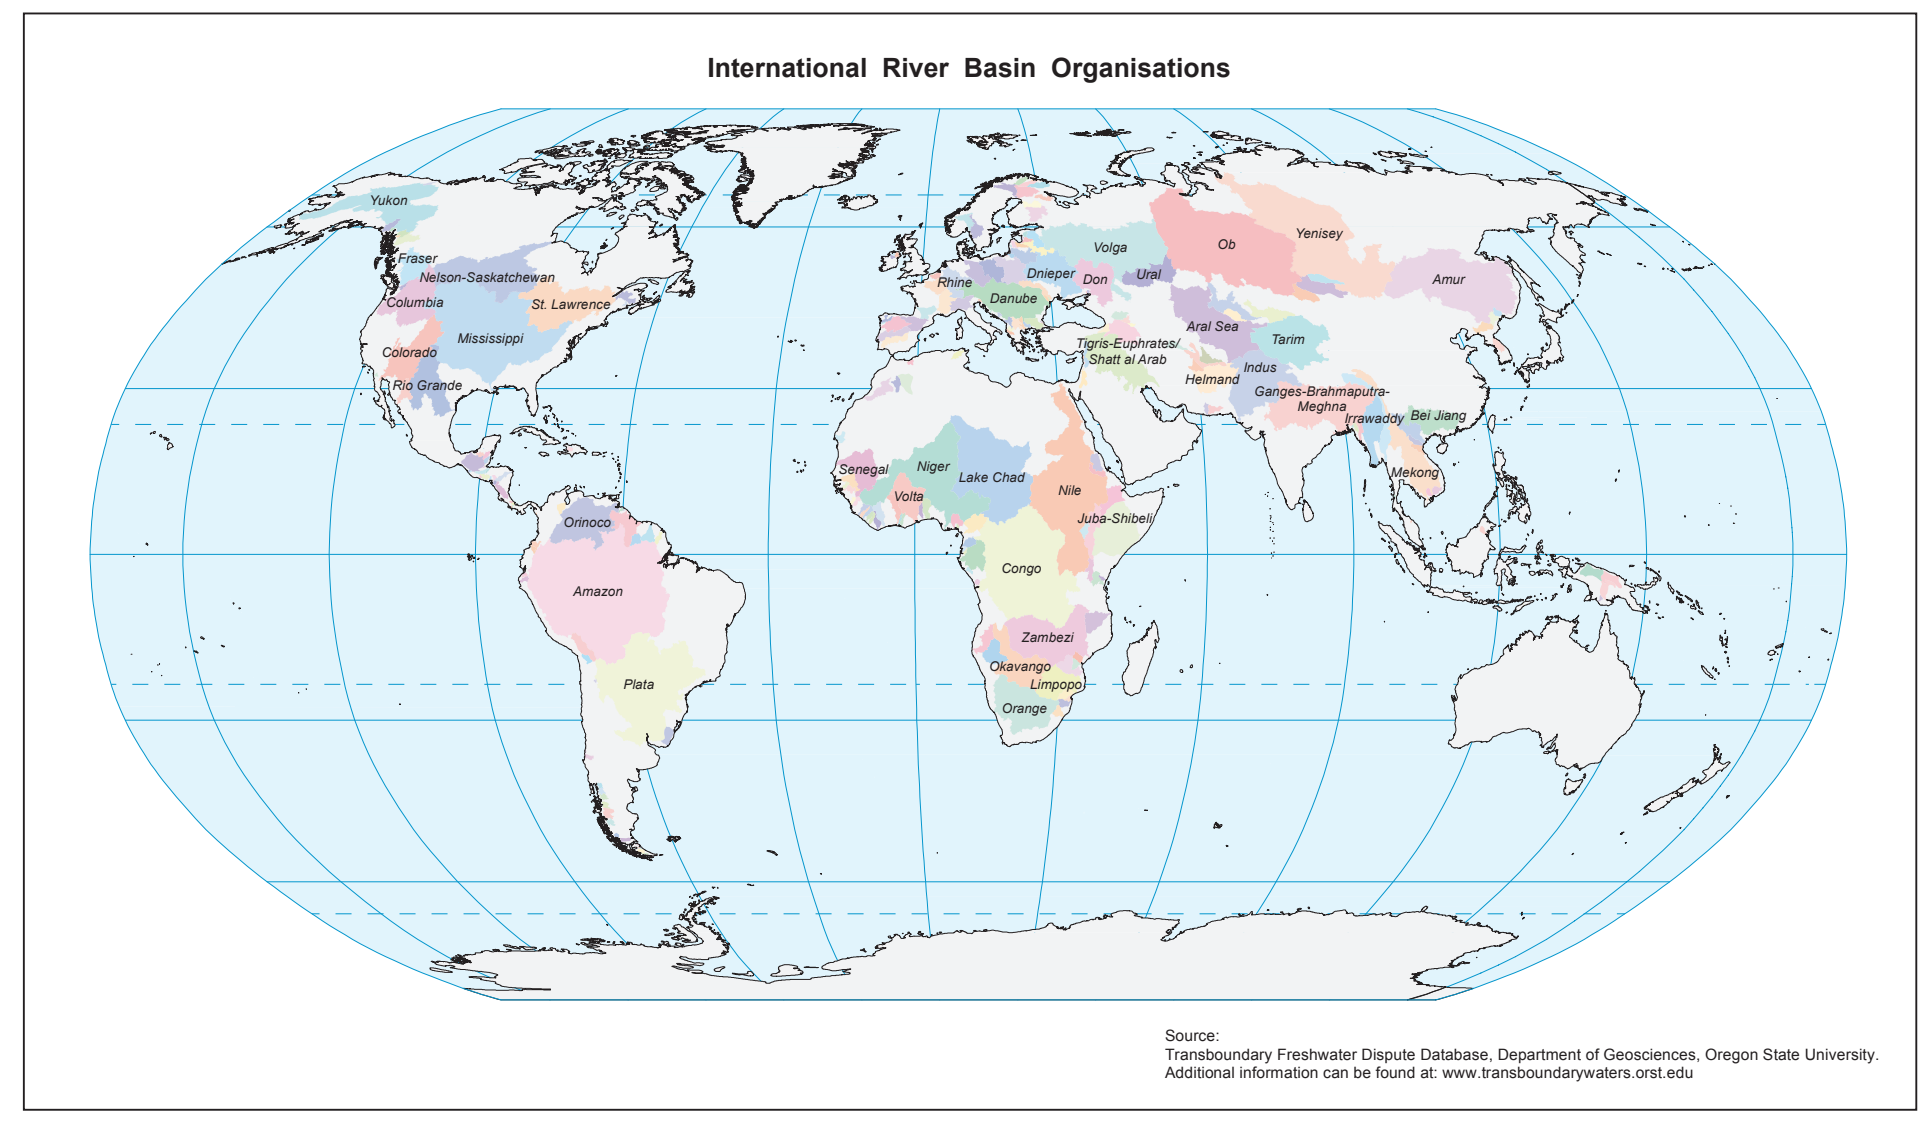 International River Basin Organisations
Yukon
Fraser
Nelson-Saskatchewan
Columbia
St. Lawrence
Mississippi
Colorado
Rio Grande
Orinoco
Amazon
Plata
Volga
Ob
Yenisey
Amur
Rhine
Dnieper
Don
Ural
Danube
Aral Sea
Tarim
Tigris-Euphrates/
Shatt al Arab
Helmand
Indus
Ganges-Brahmaputra-
Meghna
Irrawaddy
Bei Jiang
Mekong
Senegal
Niger
Lake Chad
Volta
Nile
Juba-Shibeli
Congo
Zambezi
Okavango
Limpopo
Orange
Source:
Transboundary Freshwater Dispute Database, Department of Geosciences, Oregon State University.
Additional information can be found at: www.transboundarywaters.orst.edu